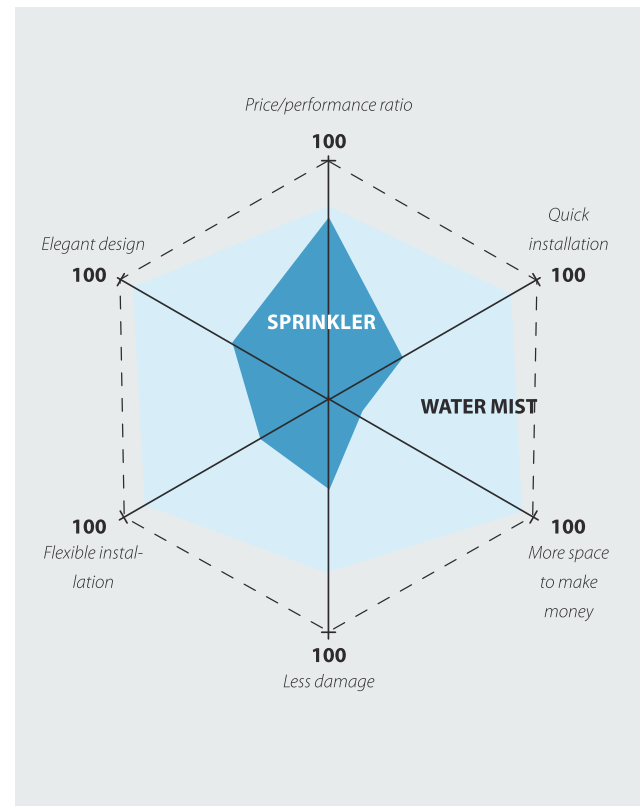 Price/performance ratio
100
Quick
installation
100
Elegant design
100
SPRINKLER
WATER MIST
100
Flexible instal-
lation
100
More space
to make
money
100
Less damage